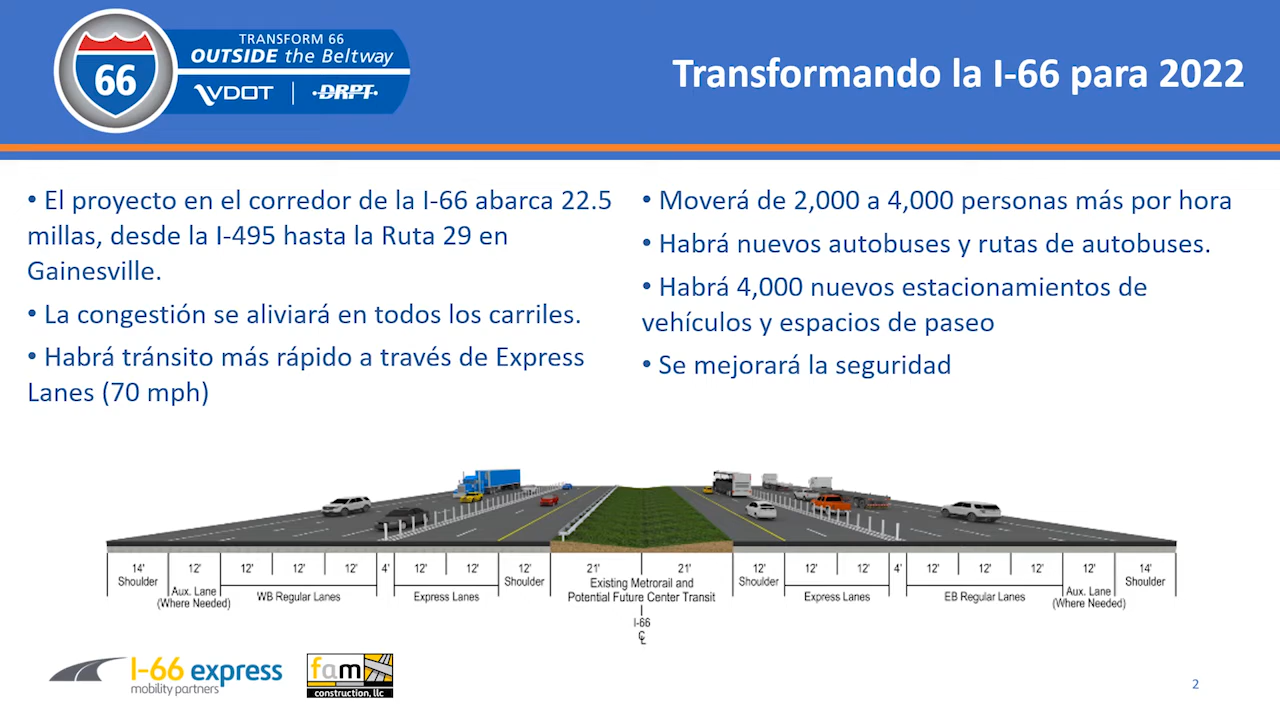 TRANSFORM 66
OUTSIDE the Beltway
66
VDOT
DRPT
Transformando la I-66 para 2022
• El proyecto en el corredor de la I-66 abarca 22.5
millas, desde la I-495 hasta la Ruta 29 en
Gainesville.
• La congestión se aliviará en todos los carriles.
• Habrá tránsito más rápido a través de Express
Lanes (70 mph)
• Moverá de 2,000 a 4,000 personas más por hora
• Habrá nuevos autobuses y rutas de autobuses.
• Habrá 4,000 nuevos estacionamientos de
vehículos y espacios de paseo
• Se mejorará la seguridad
14' 12' 12' 12' 12' 4' 12' 12' 12' 21' 21' 12' 12' 12' 4' 12' 12' 12' 12' 14'
Shoulder
Aux. Lane
(Where Needed)
WB Regular Lanes
Express Lanes
Shoulder
Existing Metrorail and
Potential Future Center Transit
I-66
℄
Shoulder
Express Lanes
EB Regular Lanes
Aux. Lane
(Where Needed)
Shoulder
I-66 express
mobility partners
fam
construction, llc
2